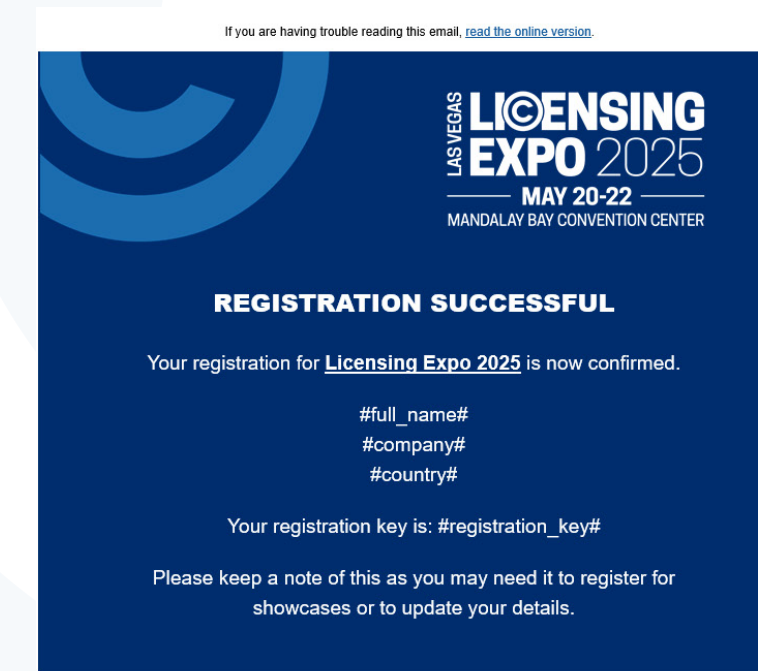 If you are having trouble reading this email, read the online version.
LAS VEGAS
LICENSING
EXPO 2025
MAY 20-22
MANDALAY BAY CONVENTION CENTER
REGISTRATION SUCCESSFUL
Your registration for Licensing Expo 2025 is now confirmed.
#full_name#
#company#
#country#
Your registration key is: #registration_key#
Please keep a note of this as you may need it to register for
showcases or to update your details.